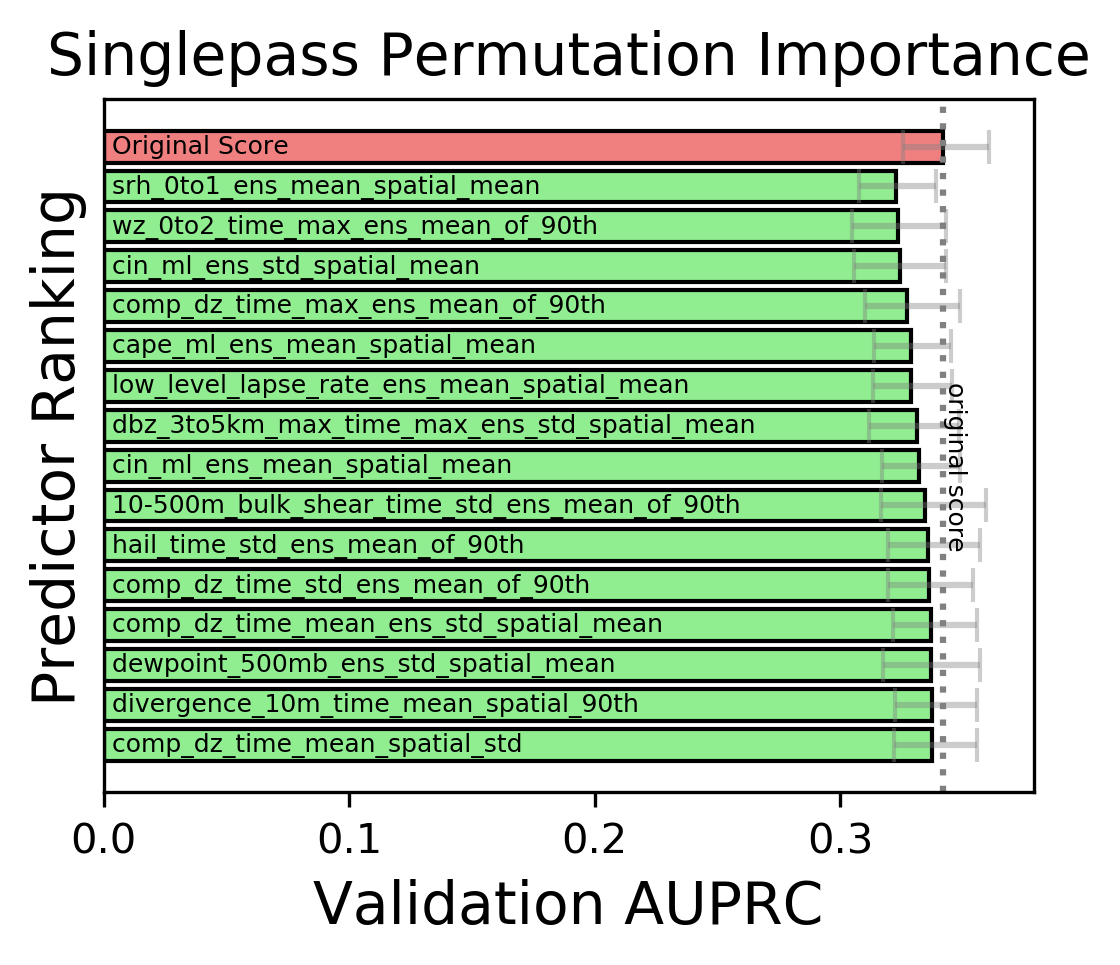 Singlepass Permutation Importance
Predictor Ranking
Original Score
srh_0to1_ens_mean_spatial_mean
wz_0to2_time_max_ens_mean_of_90th
cin_ml_ens_std_spatial_mean
comp_dz_time_max_ens_mean_of_90th
cape_ml_ens_mean_spatial_mean
low_level_lapse_rate_ens_mean_spatial_mean
dbz_3to5km_max_time_max_ens_std_spatial_mean
cin_ml_ens_mean_spatial_mean
10-500m_bulk_shear_time_std_ens_mean_of_90th
hail_time_std_ens_mean_of_90th
comp_dz_time_std_ens_mean_of_90th
comp_dz_time_mean_ens_std_spatial_mean
dewpoint_500mb_ens_std_spatial_mean
divergence_10m_time_mean_spatial_90th
comp_dz_time_mean_spatial_std
original score
0.0 0.1 0.2 0.3
Validation AUPRC